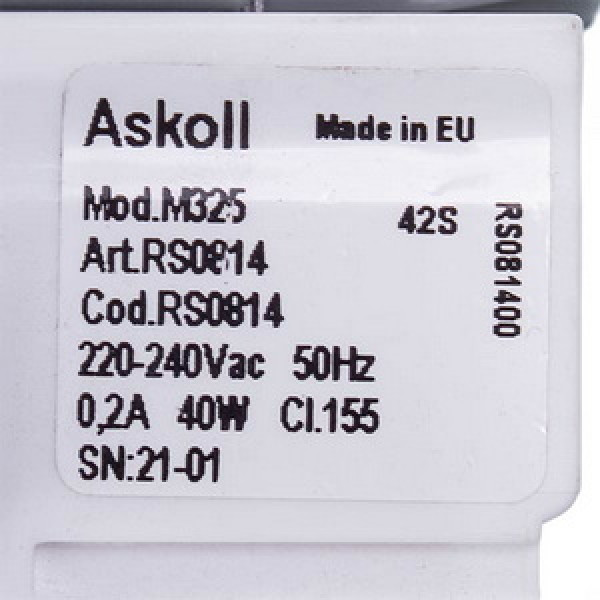 Askoll
Made in EU
Mod.M325
42S
Art.RS0814
Cod.RS0814
220-240Vac 50Hz
0,2A 40W Cl.155
SN:21-01
RS081400